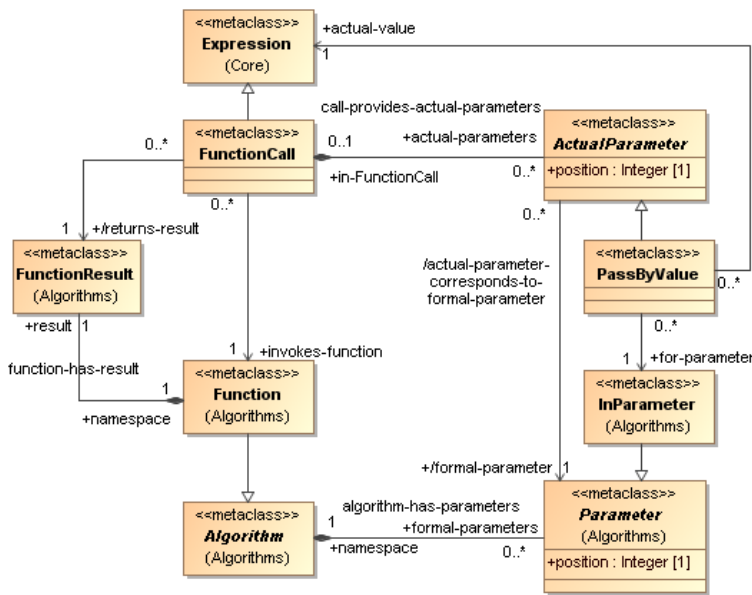 <<metaclass>>
Expression
(Core)
+actual-value
1
call-provides-actual-parameters
<<metaclass>>
FunctionCall
0..*
0..1
+actual-parameters
+in-FunctionCall
0..*
0..*
<<metaclass>>
ActualParameter
+position : Integer [1]
0..*
1
+/returns-result
<<metaclass>>
FunctionResult
(Algorithms)
/actual-parameter-
corresponds-to-
formal-parameter
<<metaclass>>
PassByValue
0..*
0..*
+result
1
function-has-result
1
+invokes-function
1
+for-parameter
1
+namespace
<<metaclass>>
Function
(Algorithms)
<<metaclass>>
InParameter
(Algorithms)
+/formal-parameter
1
<<metaclass>>
Algorithm
(Algorithms)
algorithm-has-parameters
1
+formal-parameters
+namespace
0..*
<<metaclass>>
Parameter
(Algorithms)
+position : Integer [1]